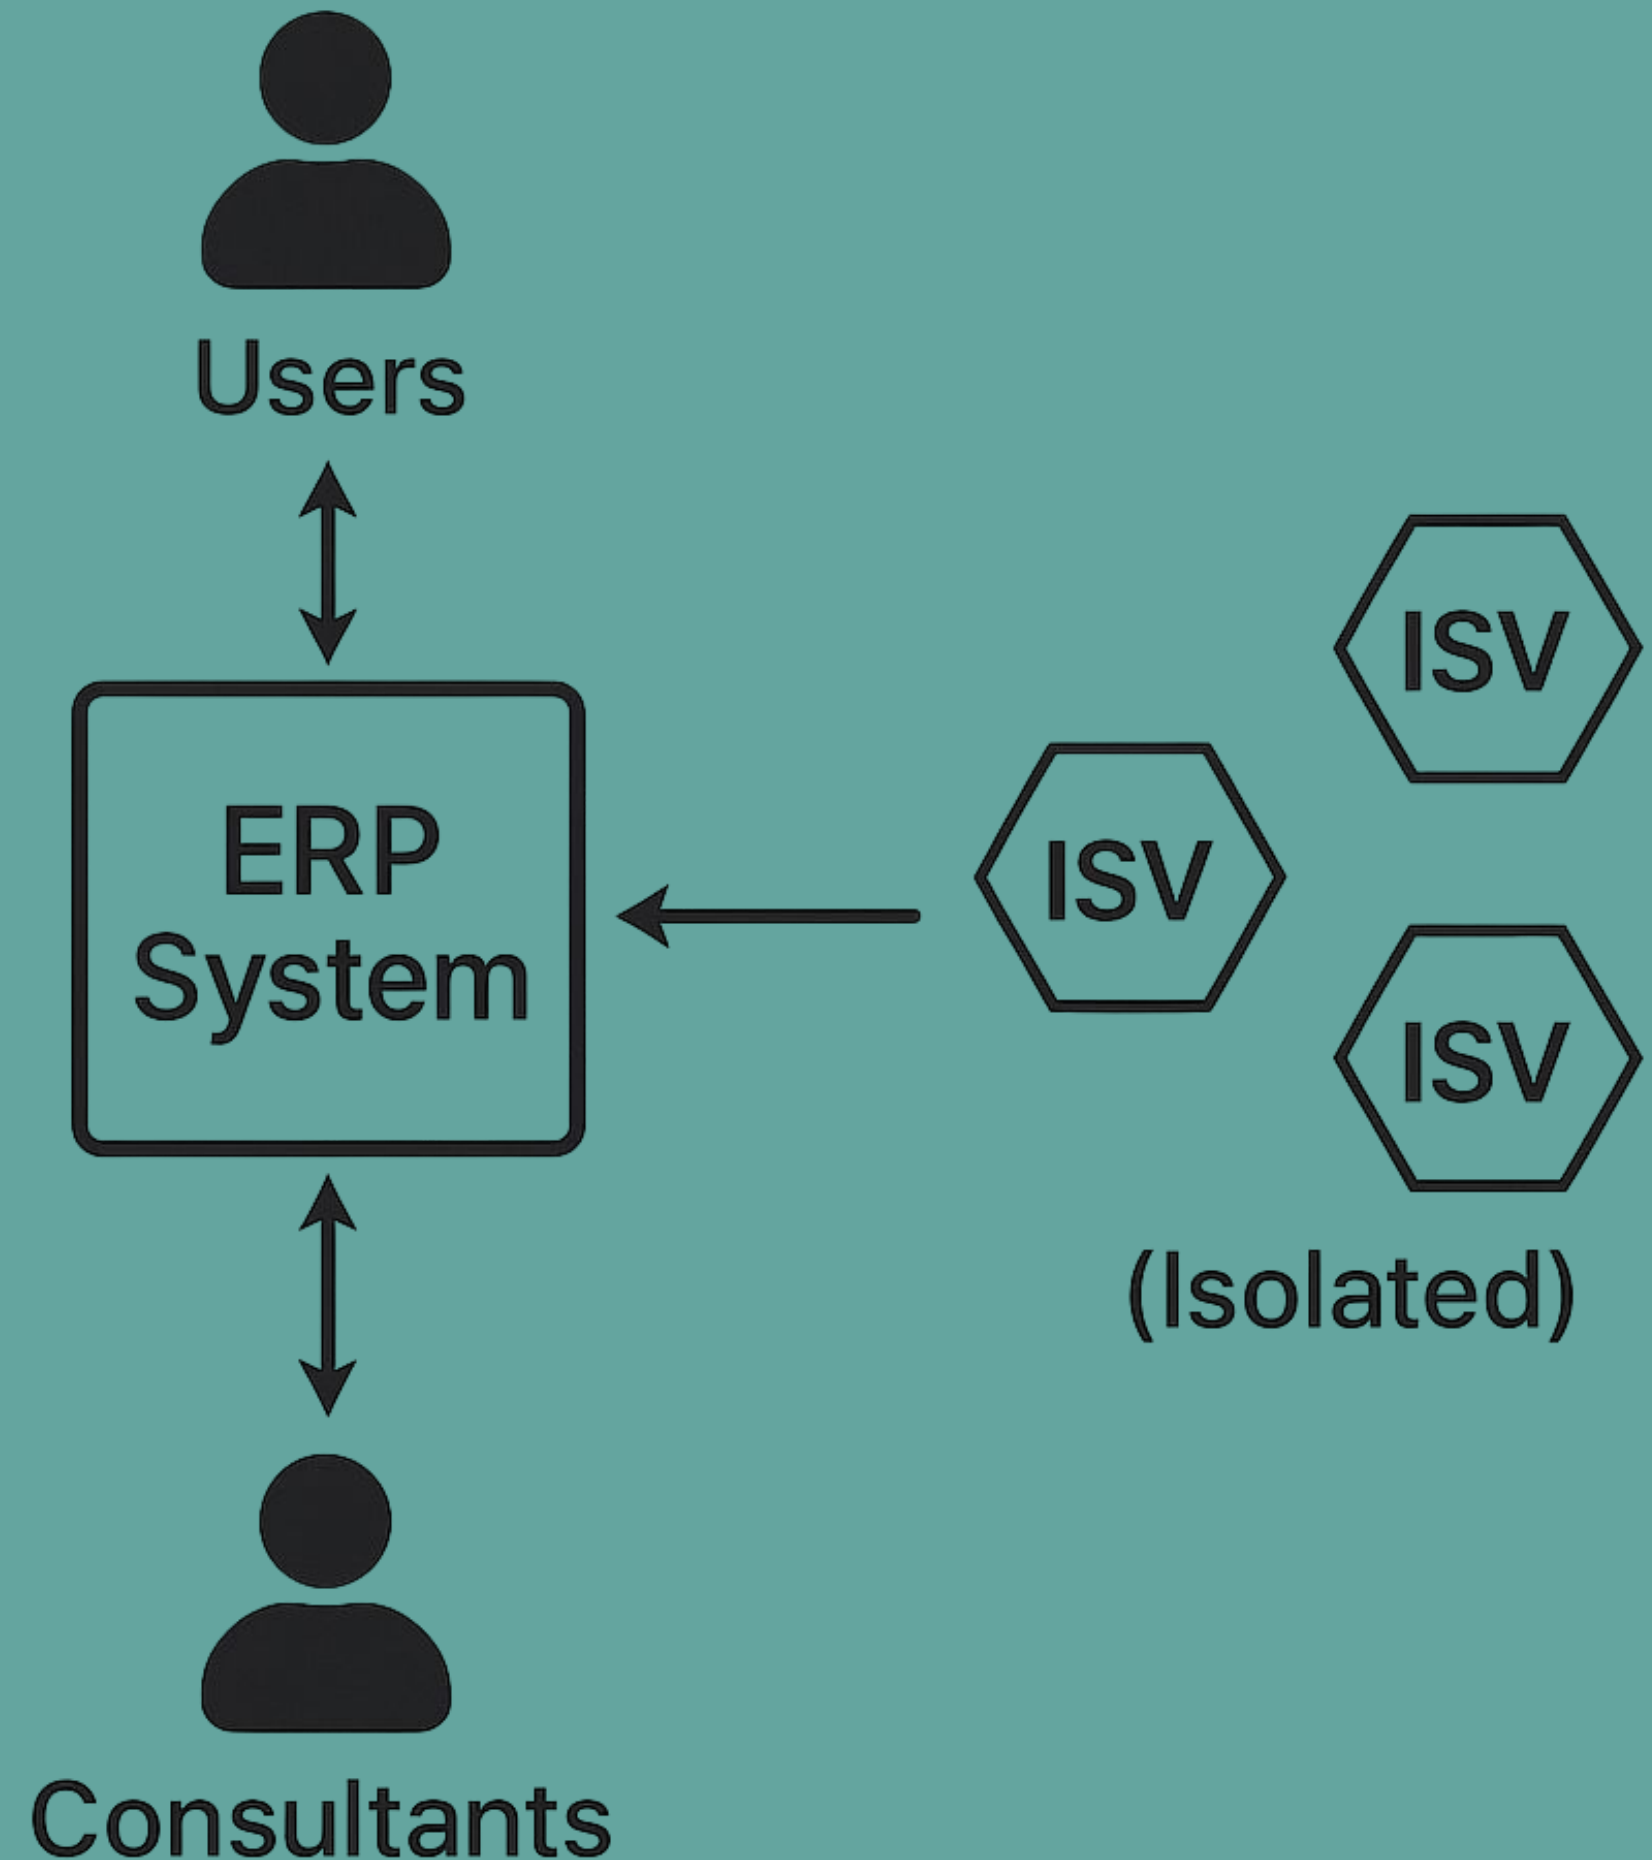 Users
ERP
System
ISV
ISV
ISV
(Isolated)
Consultants